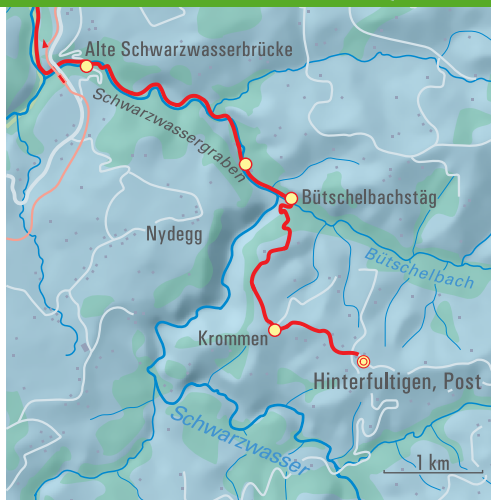 Alte Schwarzwasserbrücke
Schwarzwassergraben
Bütschelbachstäg
Nydegg
Bütschelbach
Krommen
Hinterfultigen, Post
Schwarzwasser
1 km